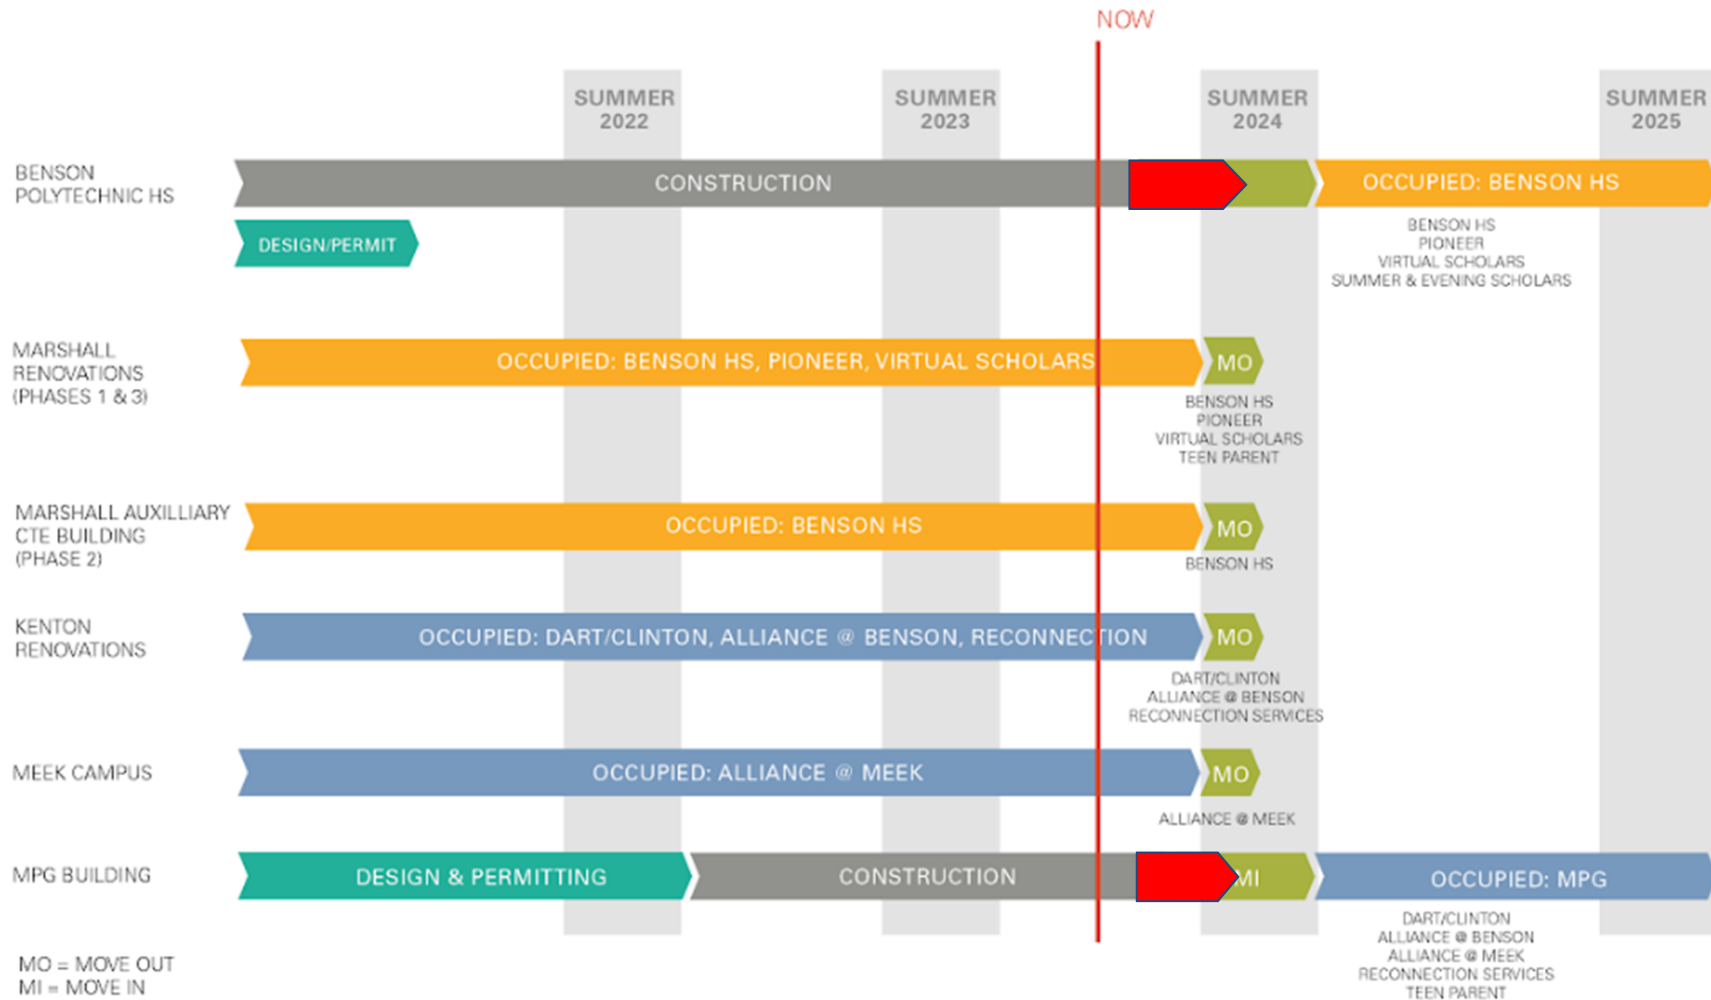 NOW
SUMMER
2022
SUMMER
2023
SUMMER
2024
SUMMER
2025
BENSON
POLYTECHNIC HS
CONSTRUCTION
OCCUPIED: BENSON HS
DESIGN/PERMIT
BENSON HS
PIONEER
VIRTUAL SCHOLARS
SUMMER & EVENING SCHOLARS
MARSHALL
RENOVATIONS
(PHASES 1 & 3)
OCCUPIED: BENSON HS, PIONEER, VIRTUAL SCHOLARS
MO
BENSON HS
PIONEER
VIRTUAL SCHOLARS
TEEN PARENT
MARSHALL AUXILLIARY
CTE BUILDING
(PHASE 2)
OCCUPIED: BENSON HS
MO
BENSON HS
KENTON
RENOVATIONS
OCCUPIED: DART/CLINTON, ALLIANCE @ BENSON, RECONNECTION
MO
DART/CLINTON
ALLIANCE @ BENSON
RECONNECTION SERVICES
MEEK CAMPUS
OCCUPIED: ALLIANCE @ MEEK
MO
ALLIANCE @ MEEK
MPG BUILDING
DESIGN & PERMITTING
CONSTRUCTION
MI
OCCUPIED: MPG
DART/CLINTON
ALLIANCE @ BENSON
ALLIANCE @ MEEK
RECONNECTION SERVICES
TEEN PARENT
MO = MOVE OUT
MI = MOVE IN